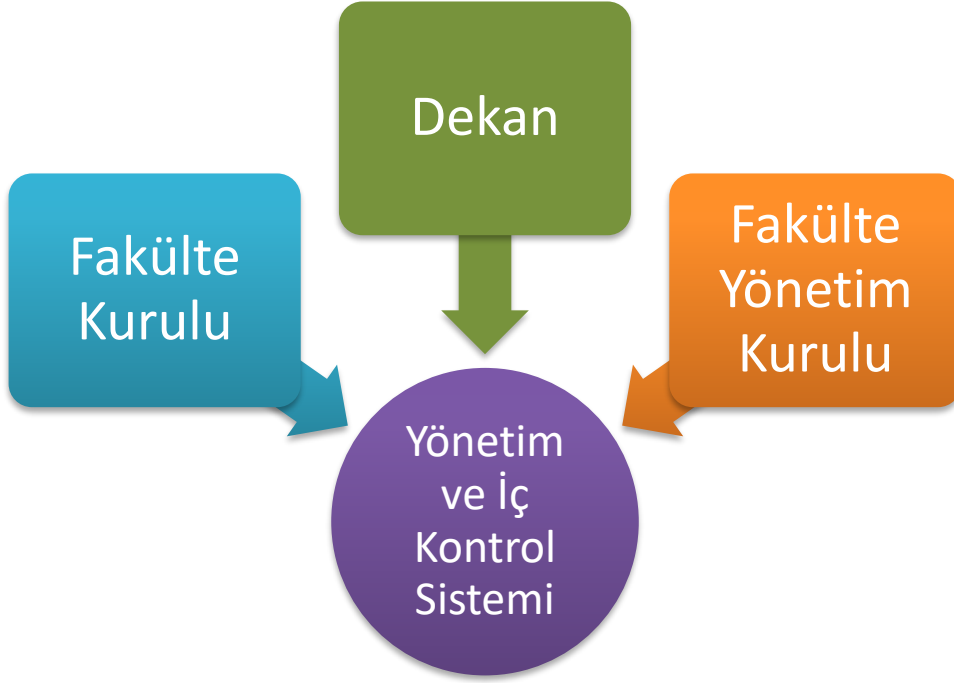 Dekan
Fakülte
Kurulu
Fakülte
Yönetim
Kurulu
Yönetim
ve İç
Kontrol
Sistemi